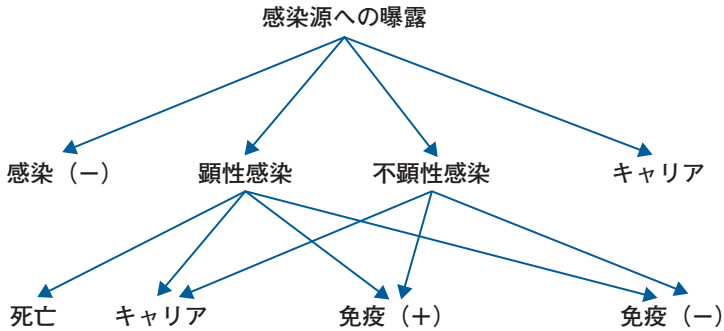 感染源への曝露
感染（－） 顕性感染 不顕性感染 キャリア
死亡 キャリア 免疫（＋） 免疫（－）